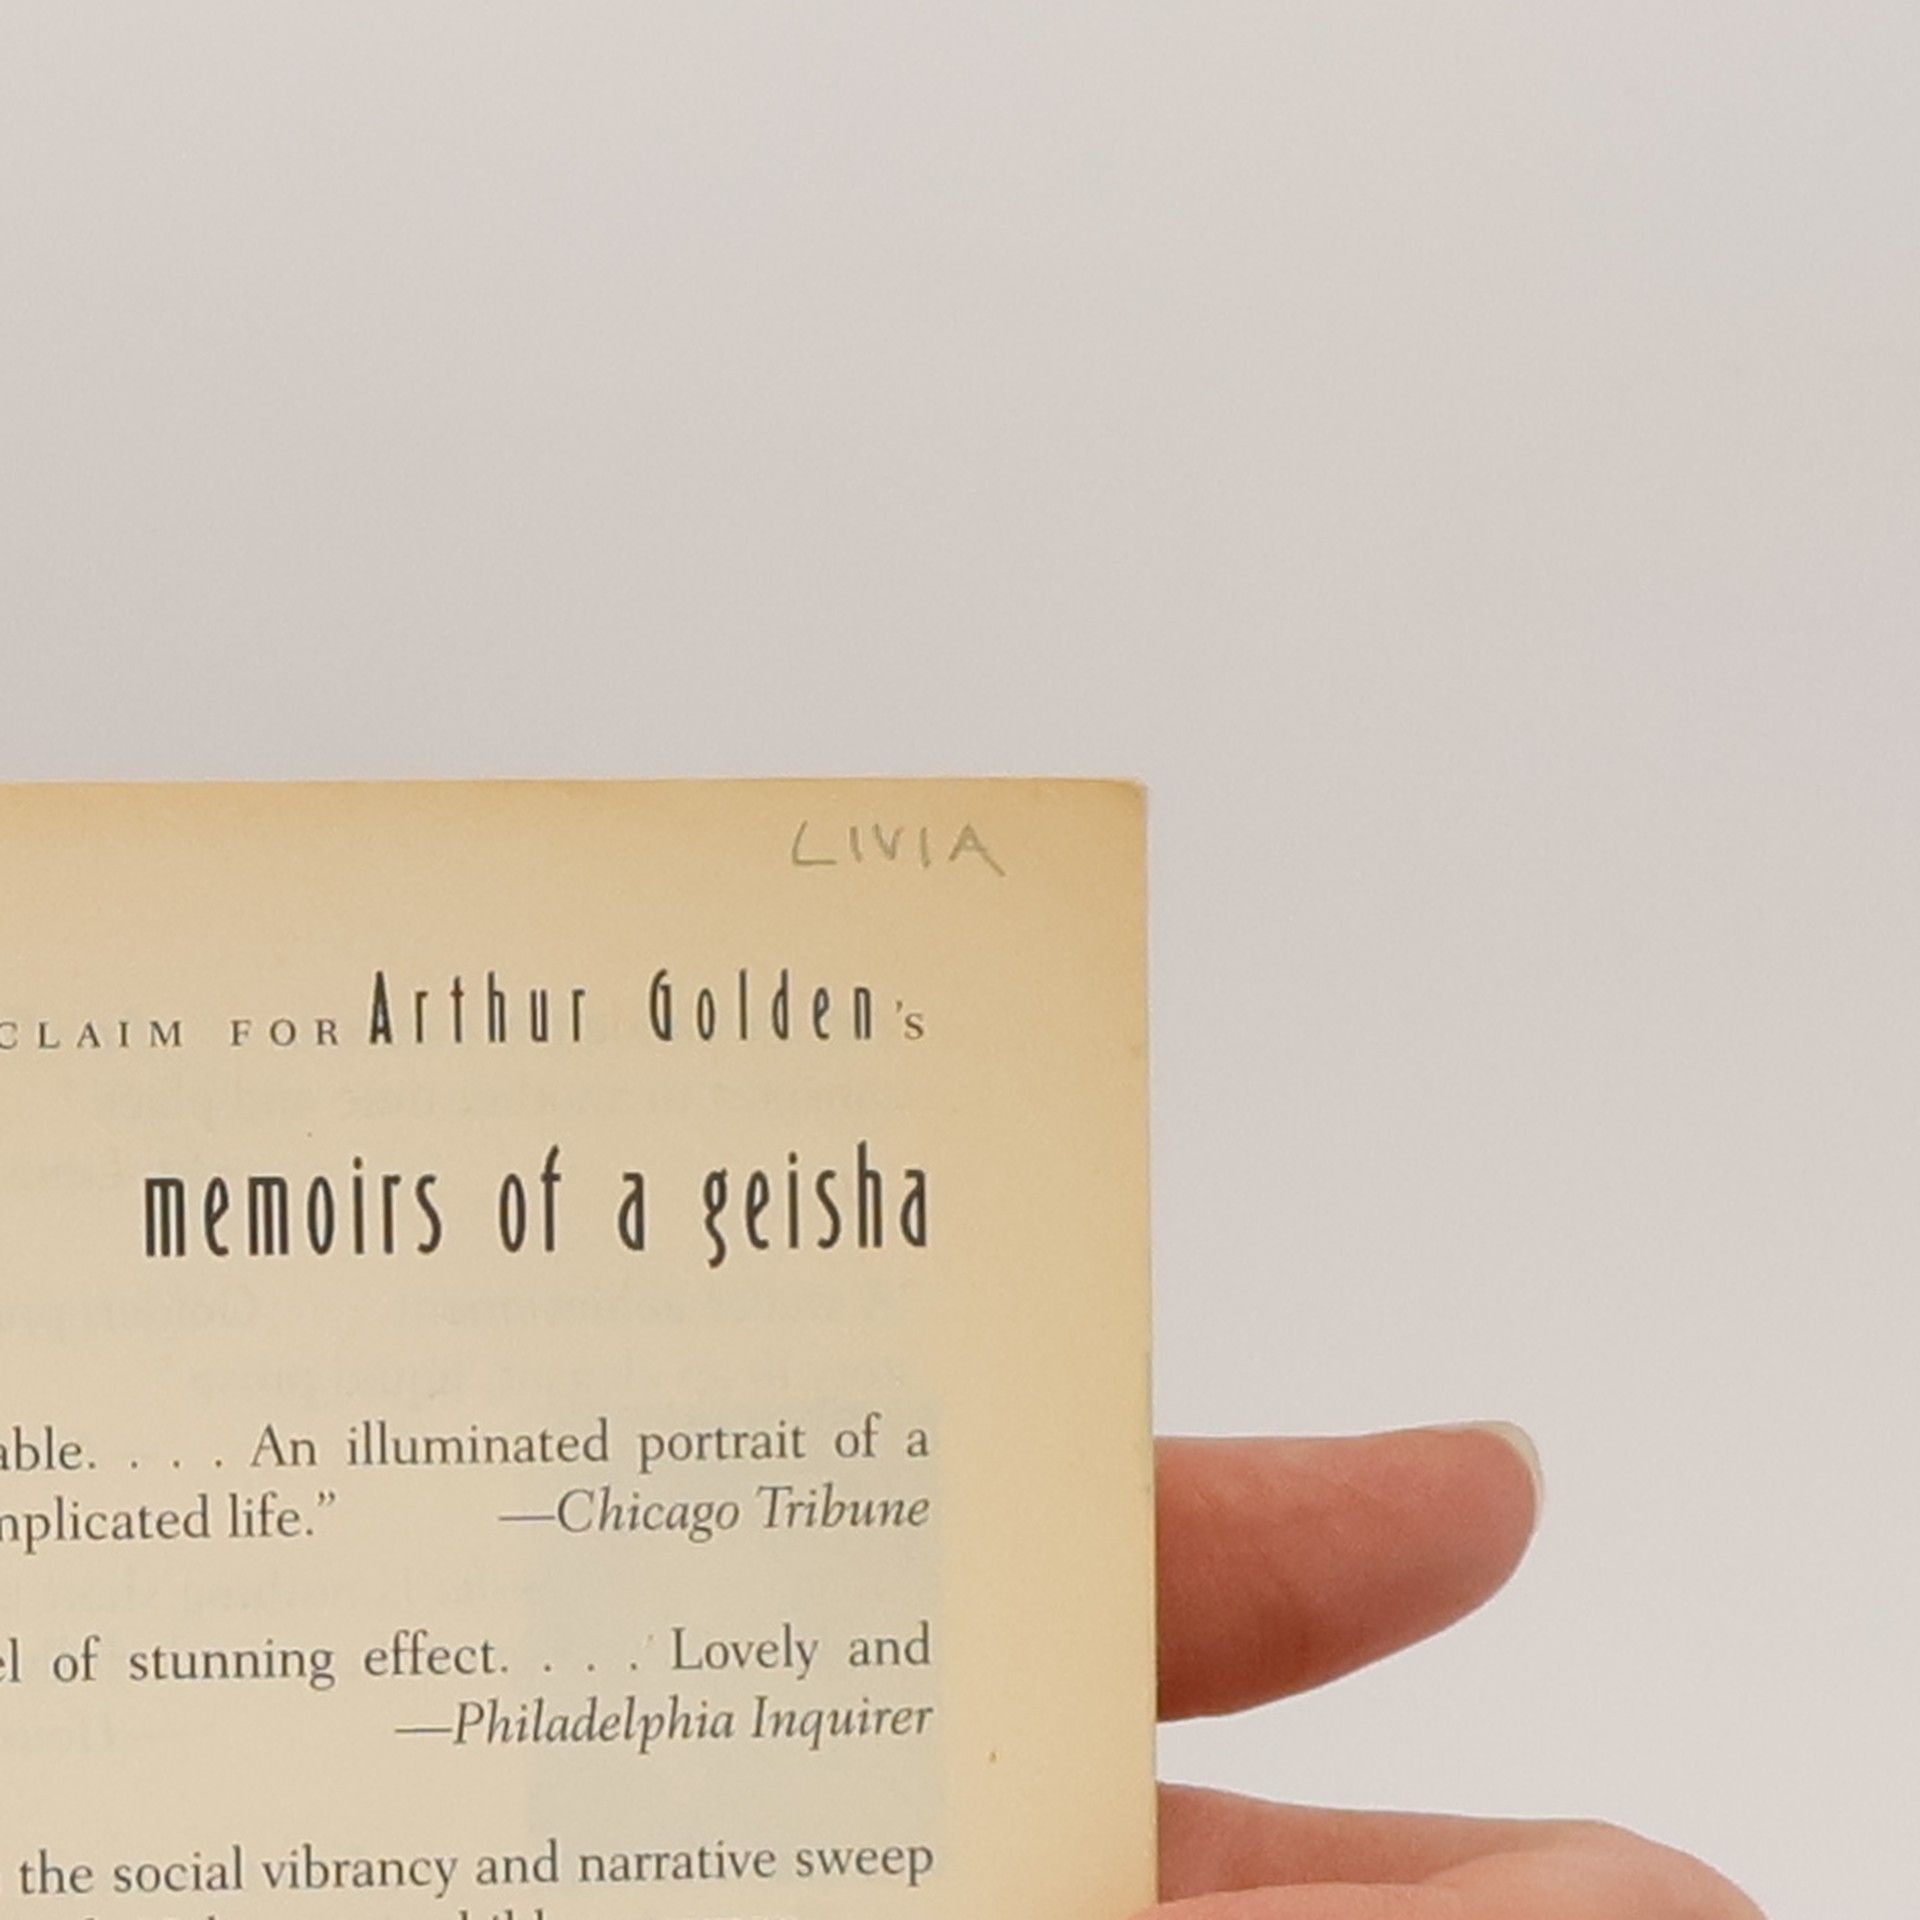 LIVIA
CLAIM FOR Arthur Golden's
memoirs of a geisha
able. . . . An illuminated portrait of a
mplicated life.” —Chicago Tribune
el of stunning effect. . . . Lovely and
—Philadelphia Inquirer
the social vibrancy and narrative sweep